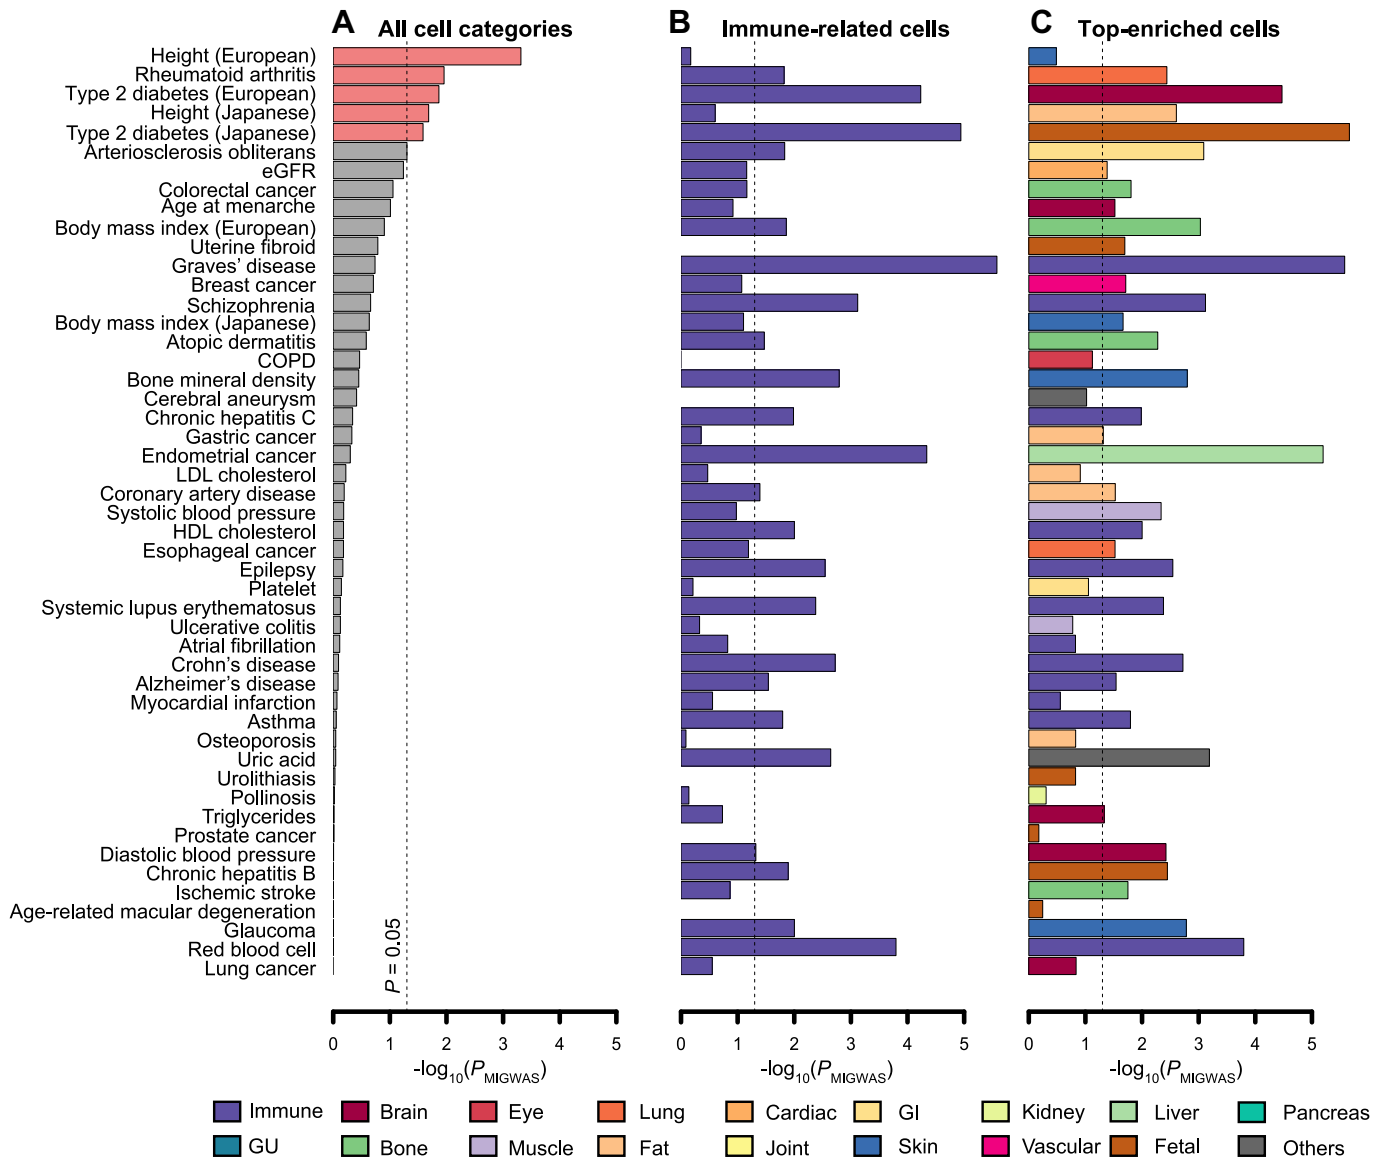 A All cell categories
B Immune-related cells
C Top-enriched cells
Height (European)
Rheumatoid arthritis
Type 2 diabetes (European)
Height (Japanese)
Type 2 diabetes (Japanese)
Arteriosclerosis obliterans
eGFR
Colorectal cancer
Age at menarche
Body mass index (European)
Uterine fibroid
Graves' disease
Breast cancer
Schizophrenia
Body mass index (Japanese)
Atopic dermatitis
COPD
Bone mineral density
Cerebral aneurysm
Chronic hepatitis C
Gastric cancer
Endometrial cancer
LDL cholesterol
Coronary artery disease
Systolic blood pressure
HDL cholesterol
Esophageal cancer
Epilepsy
Platelet
Systemic lupus erythematosus
Ulcerative colitis
Atrial fibrillation
Crohn's disease
Alzheimer's disease
Myocardial infarction
Asthma
Osteoporosis
Uric acid
Urolithiasis
Pollinosis
Triglycerides
Prostate cancer
Diastolic blood pressure
Chronic hepatitis B
Ischemic stroke
Age-related macular degeneration
Glaucoma
Red blood cell
Lung cancer
P = 0.05
0 1 2 3 4 5
-log10(PMIGWAS)
0 1 2 3 4 5
-log10(PMIGWAS)
0 1 2 3 4 5
-log10(PMIGWAS)
Immune Brain Eye Lung Cardiac GI Kidney Liver Pancreas
GU Bone Muscle Fat Joint Skin Vascular Fetal Others